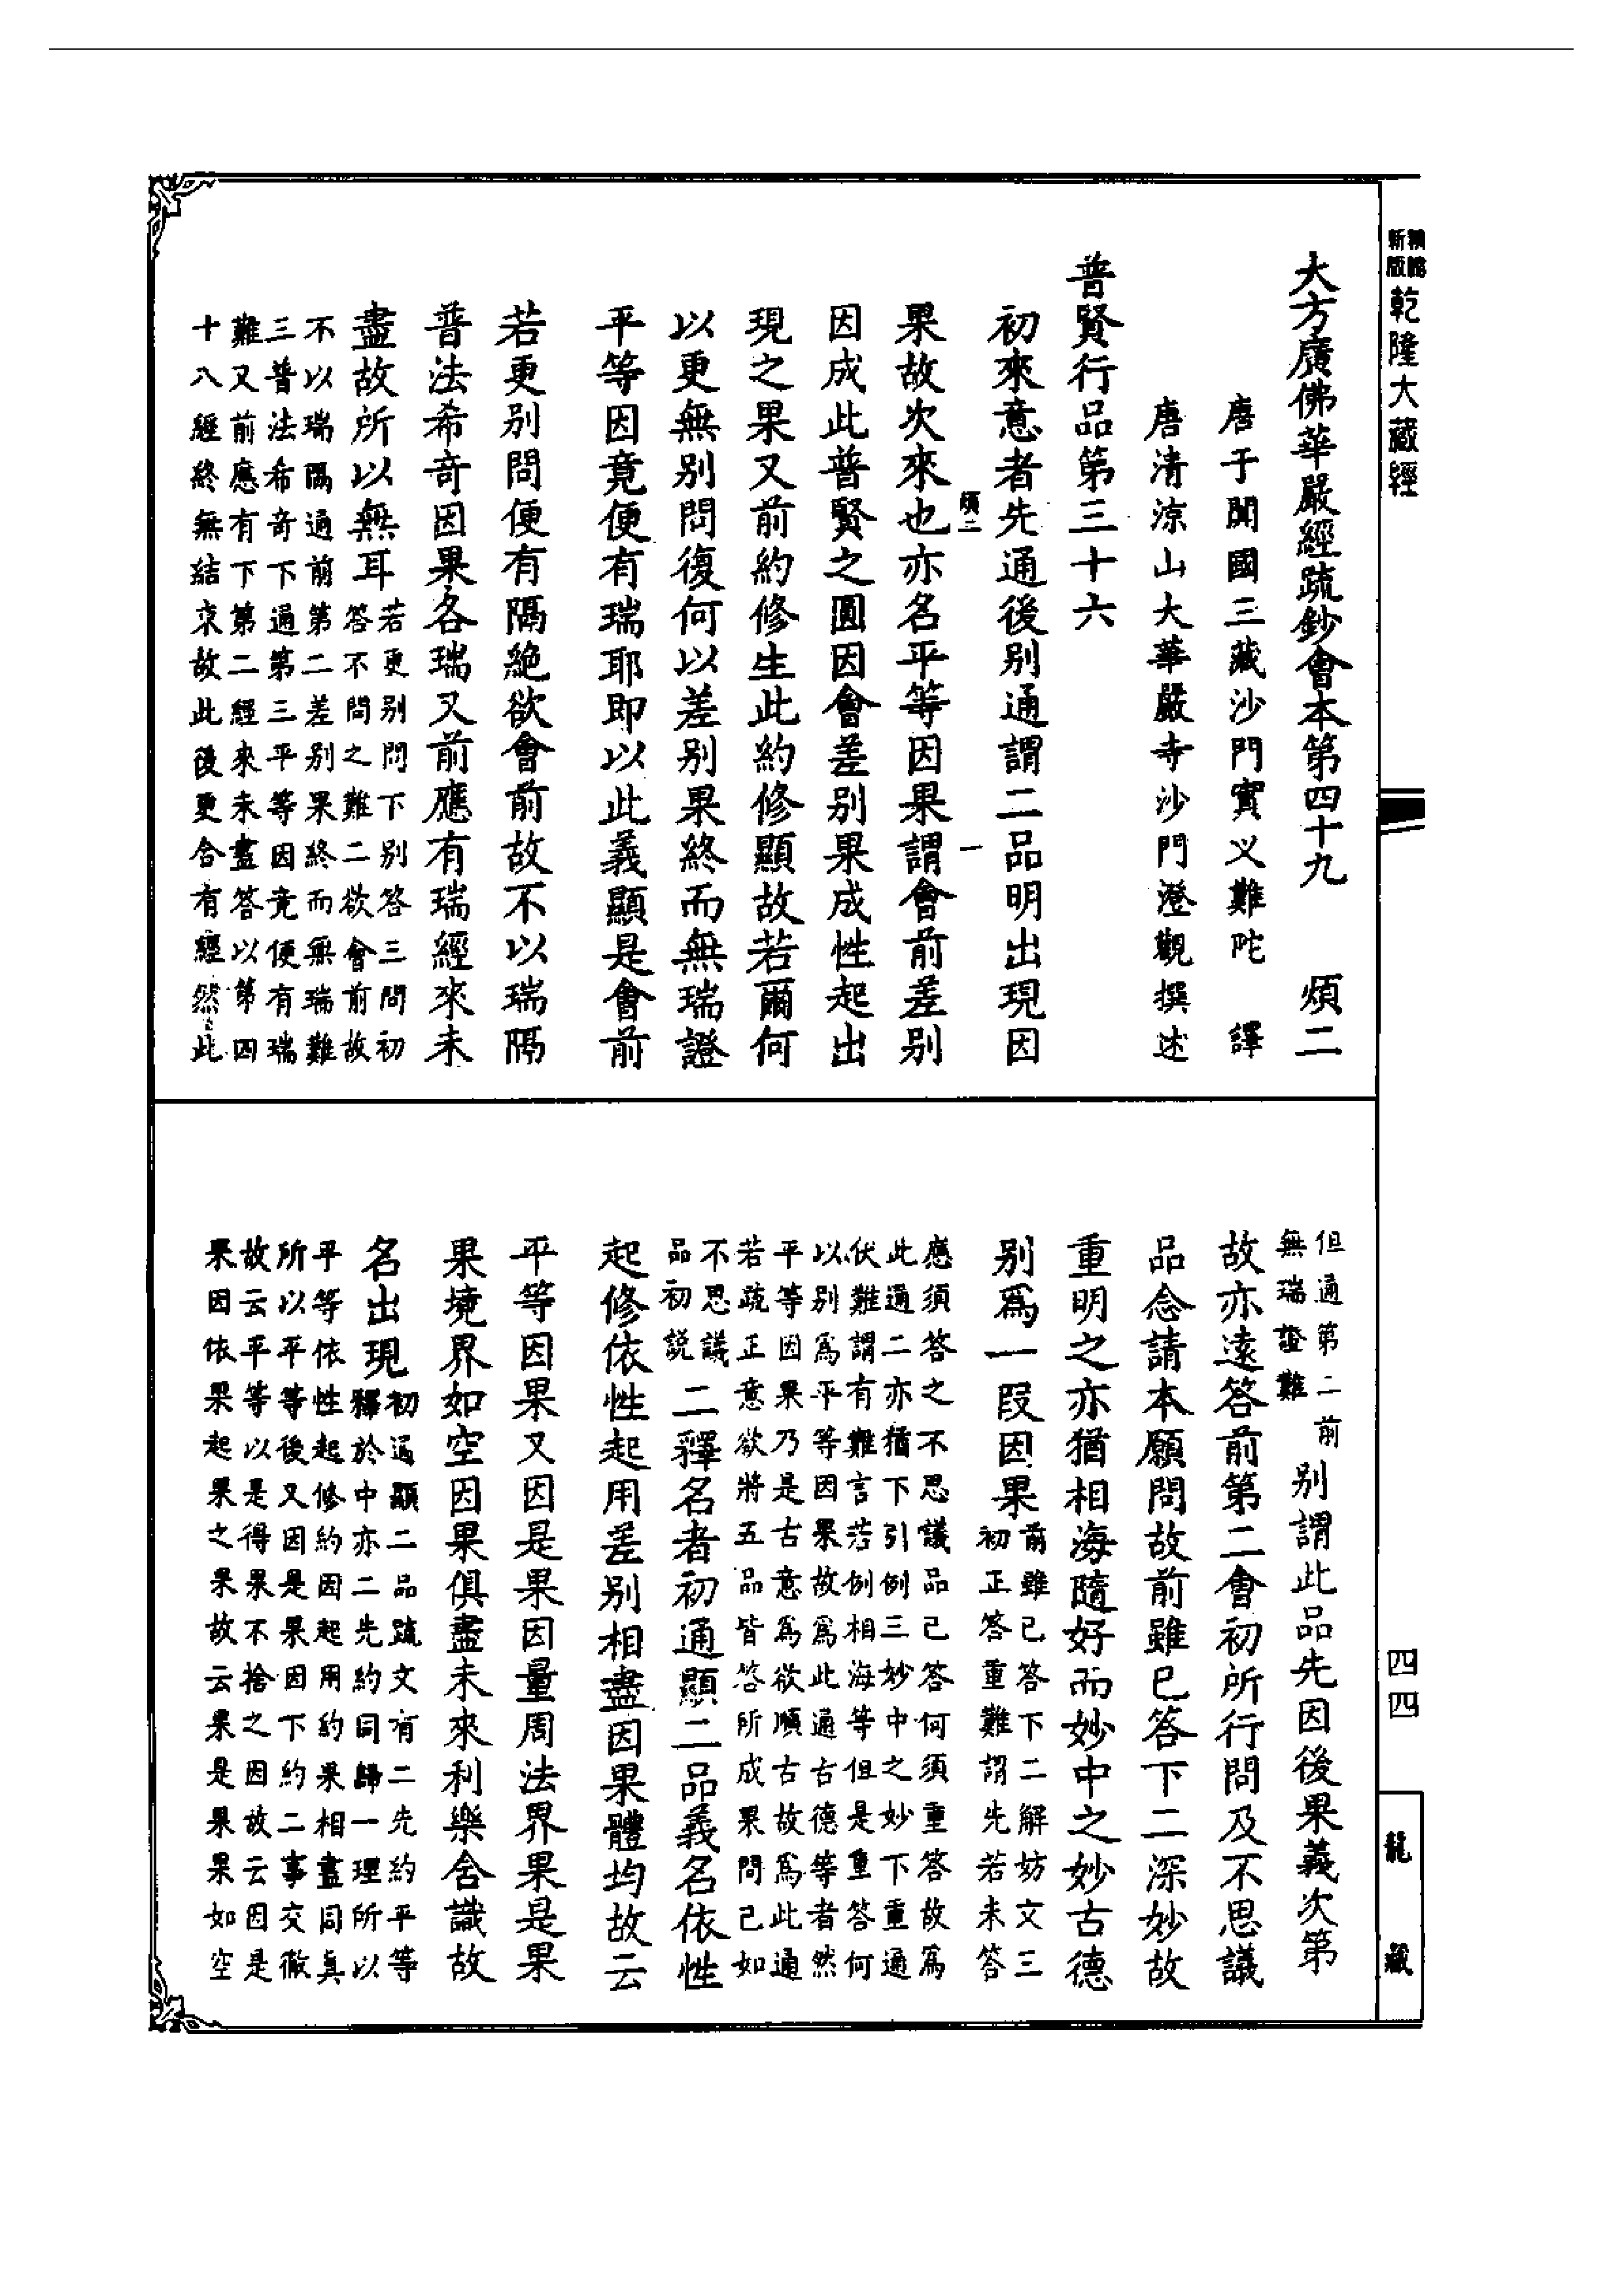 精編新版
乾隆大藏經
大方廣佛華嚴經疏鈔會本第四十九 煩二
唐于闐國三藏沙門實义難陀 譯
唐清涼山大華嚴寺沙門澄觀撰述
普賢行品第三十六
初來意者先通後别通謂二品明出現因
煩二 一
果故次來也亦名平等因果謂會前差别
因成此普賢之圓因會差别果成性起出
現之果又前約修生此約修顯故若爾何
以更無别問復何以差别果終而無瑞證
平等因竟便有瑞耶即以此義顯是會前
若更别問便有隔絶欲會前故不以瑞隔
普法希奇因果各瑞又前應有瑞經來未
盡故所以無耳
若更别問下别答三問初
答不問之難二欲會前故
不以瑞隔通前第二差别果終而無瑞難
三普法希奇下通第三平等因竟便有瑞
難又前應有下第二經來未盡答以第四
十八經終無結束故此後更合有經然此
但通第二前
無瑞證難
别謂此品先因後果義次第
故亦遠答前第二會初所行問及不思議
品念請本願問故前雖巳答下二深妙故
重明之亦猶相海隨好而妙中之妙古德
别爲一段因果
前雖已答下二解妨文三
初正答重難謂先若未答
應須答之不思議品已答何須重答故爲
此通二亦猶下引例三妙中之妙下重通
伏難謂有難言若例相海等但是重答何
以别爲平等因果故爲此通古德等者然
平等因果乃是古意爲欲順古故爲此通
若疏正意欲將五品皆答所成果問已如
不思議
品初説
二釋名者初通顯二品義名依性
起修依性起用差别相盡因果體均故云
平等因果又因是果因量周法界果是果
果境界如空因果俱盡未來利樂含識故
名出現
初通顯二品疏文有二先約平等
釋於中亦二先約同歸一理所以
平等依性起修約因起用約果相盡同真
所以平等後又因是果因下約二事交徹
故云平等以是得果不捨之因故云因是
果因依果起果之果故云果是果果如空
四四
龍
藏